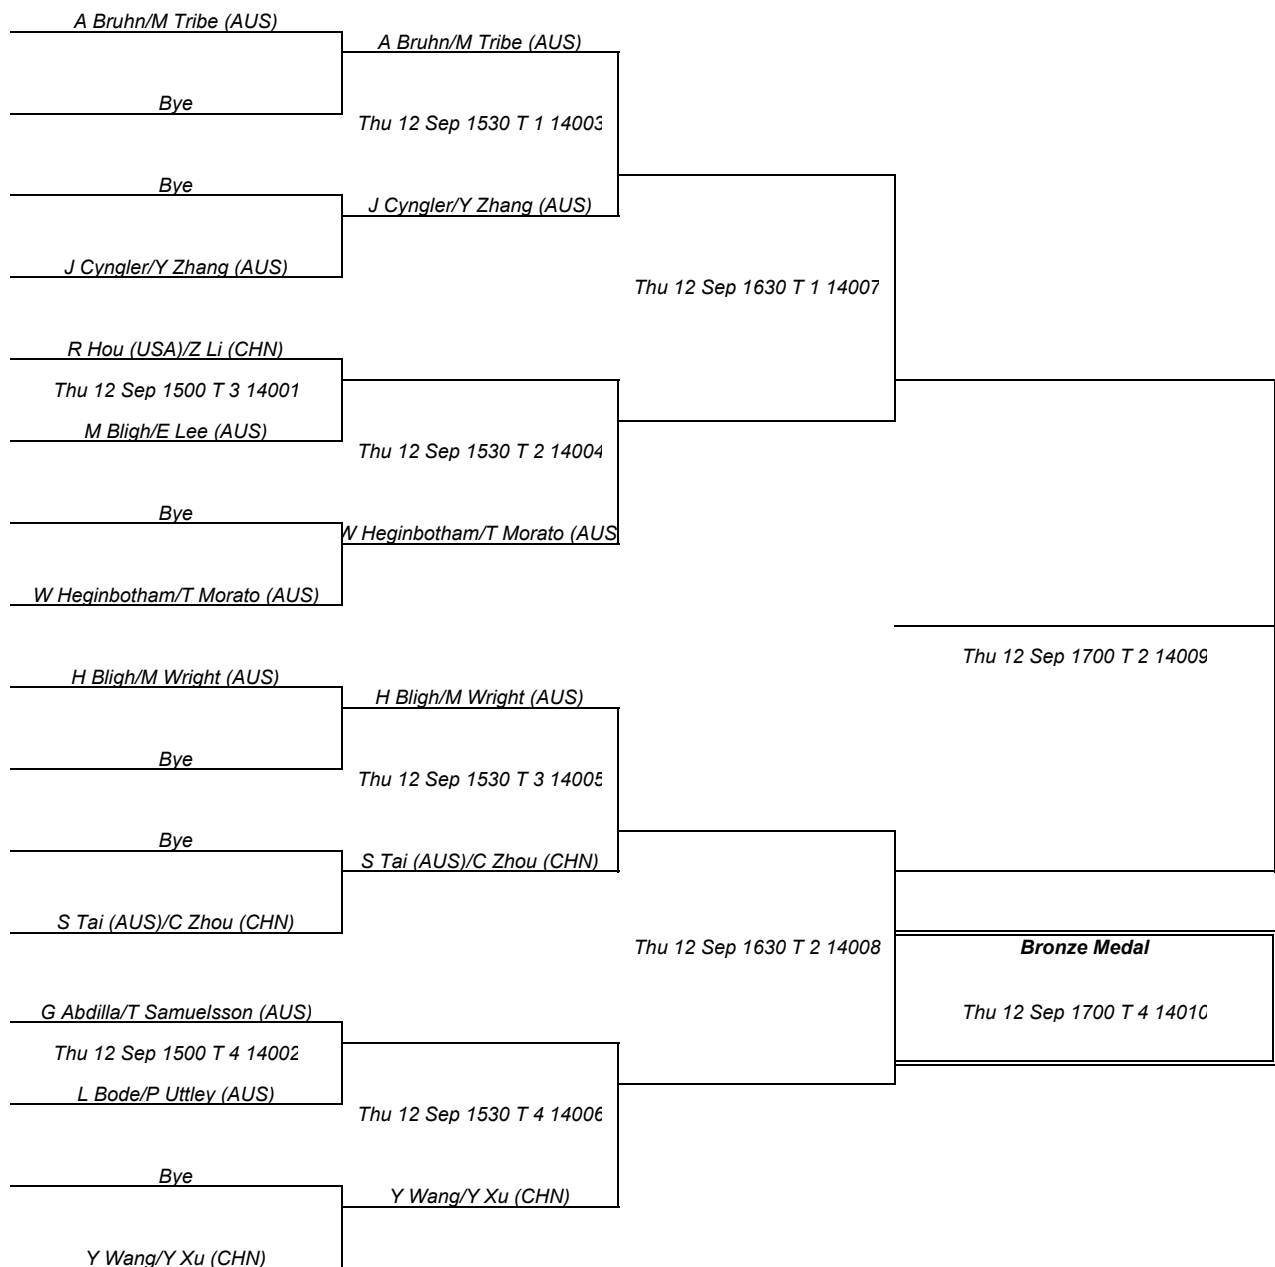 A Bruhn/M Tribe (AUS)
A Bruhn/M Tribe (AUS)
Bye
Thu 12 Sep 1530 T 1 14003
Bye
J Cyngler/Y Zhang (AUS)
J Cyngler/Y Zhang (AUS)
Thu 12 Sep 1630 T 1 14007
R Hou (USA)/Z Li (CHN)
Thu 12 Sep 1500 T 3 14001
M Bligh/E Lee (AUS)
Thu 12 Sep 1530 T 2 14004
Bye
W Heginbotham/T Morato (AUS
W Heginbotham/T Morato (AUS)
Thu 12 Sep 1700 T 2 14009
H Bligh/M Wright (AUS)
H Bligh/M Wright (AUS)
Bye
Thu 12 Sep 1530 T 3 14005
Bye
S Tai (AUS)/C Zhou (CHN)
S Tai (AUS)/C Zhou (CHN)
Thu 12 Sep 1630 T 2 14008
Bronze Medal
G Abdilla/T Samuelsson (AUS)
Thu 12 Sep 1700 T 4 14010
Thu 12 Sep 1500 T 4 14002
L Bode/P Uttley (AUS)
Thu 12 Sep 1530 T 4 14006
Bye
Y Wang/Y Xu (CHN)
Y Wang/Y Xu (CHN)